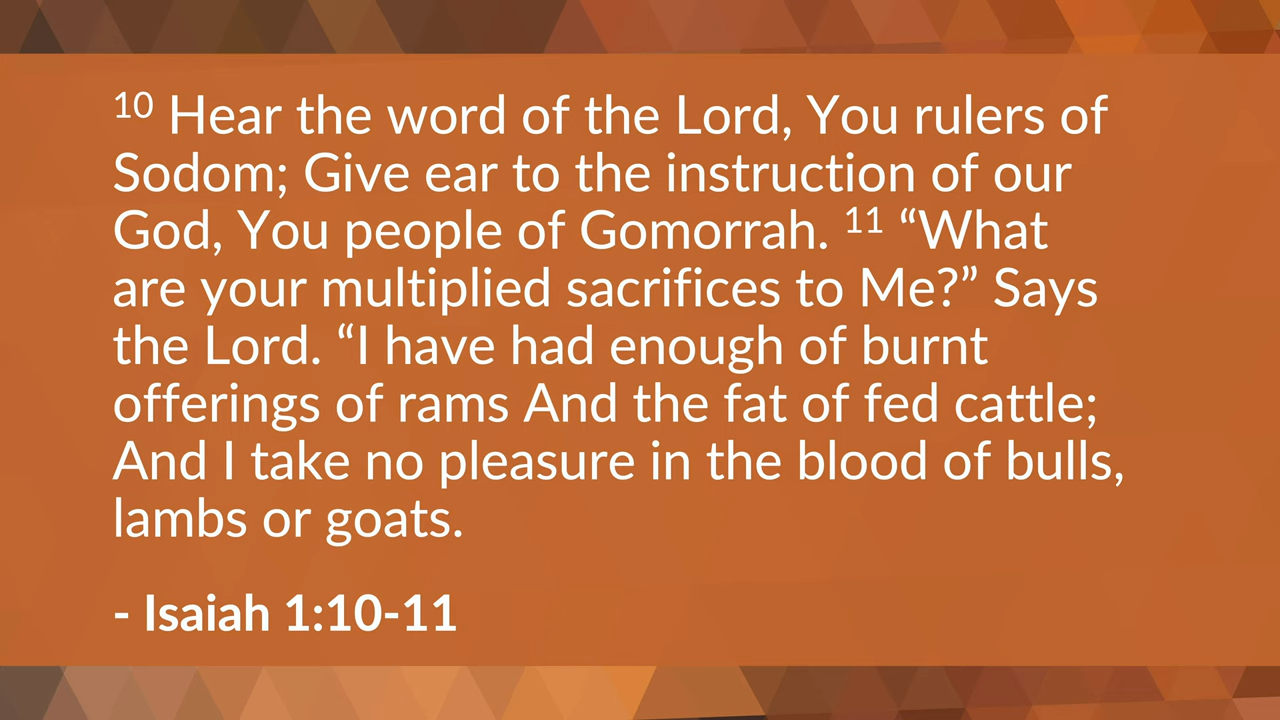 10 Hear the word of the Lord, You rulers of
Sodom; Give ear to the instruction of our
God, You people of Gomorrah. 11 “What
are your multiplied sacrifices to Me?” Says
the Lord. “I have had enough of burnt
offerings of rams And the fat of fed cattle;
And I take no pleasure in the blood of bulls,
lambs or goats.
- Isaiah 1:10-11